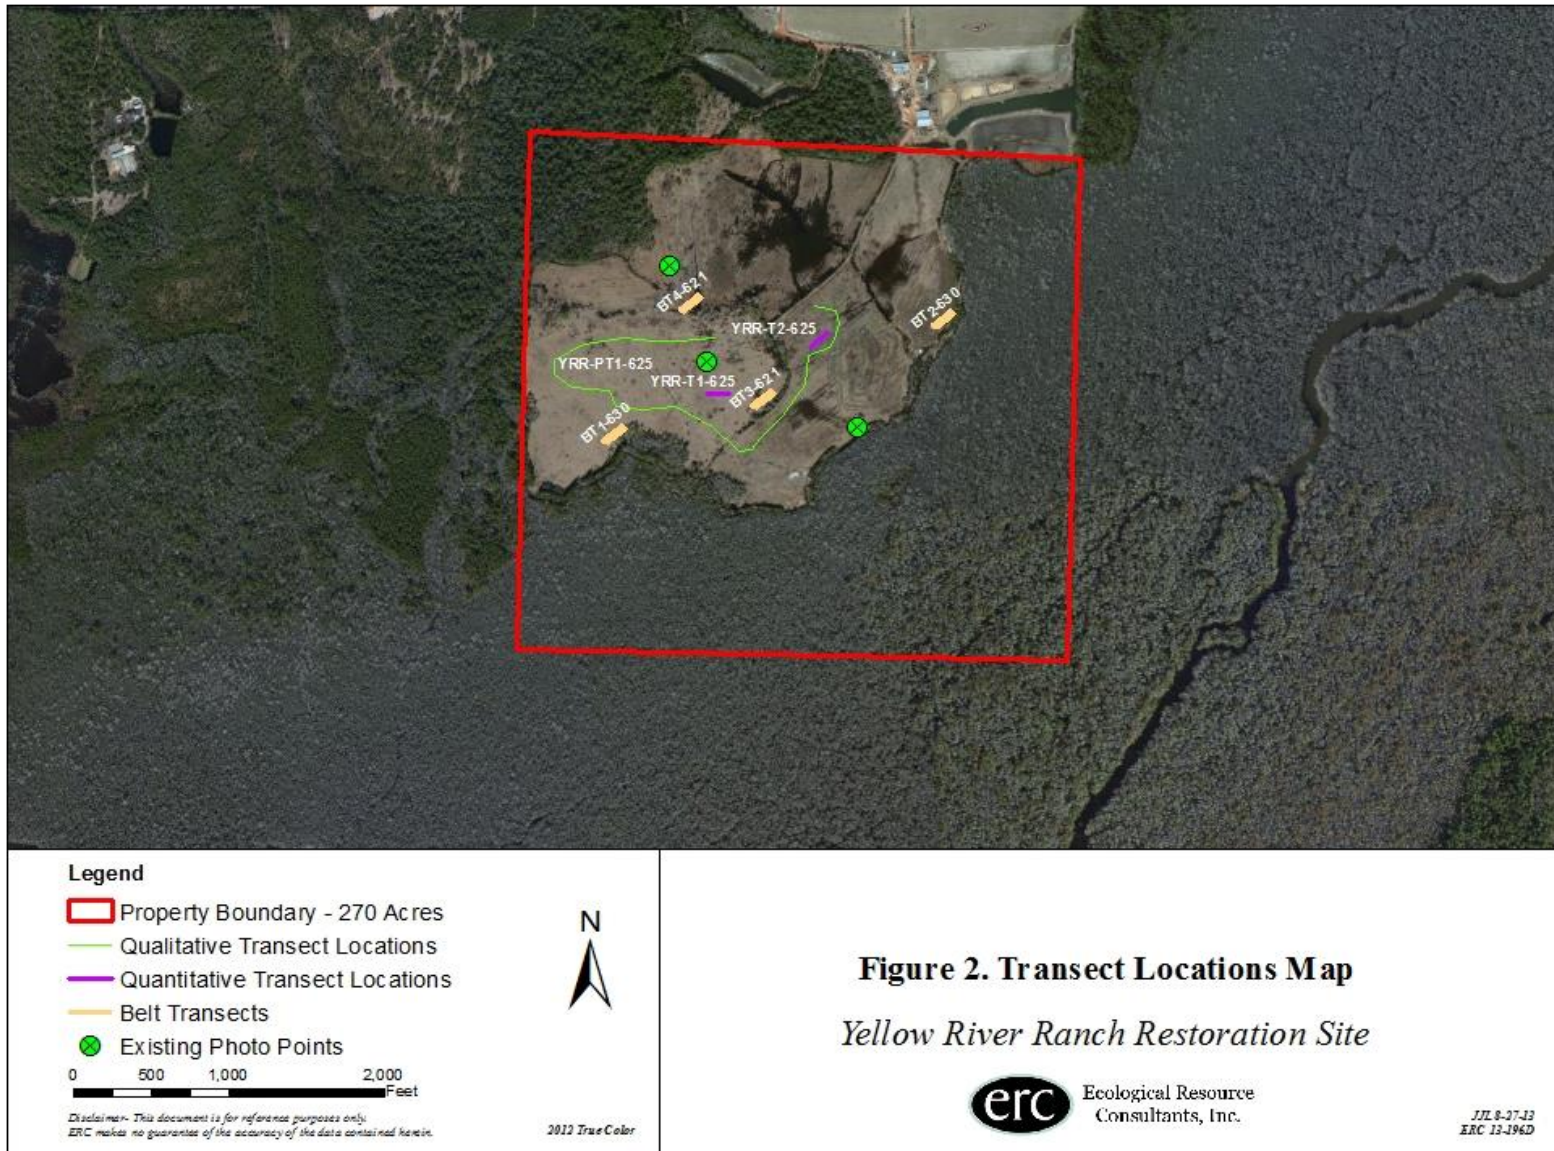 BT4-621
BT2-630
YRR-T2-625
YRR-PT1-625
YRR-T1-625
BT3-621
BT1-630
Legend
Property Boundary - 270 Acres
Qualitative Transect Locations
Quantitative Transect Locations
Belt Transects
Existing Photo Points
0 500 1,000 2,000
Feet
Disclaimer- This document is for reference purposes only.
ERC makes no guarantee of the accuracy of the data contained herein.
N
2012 True Color
Figure 2. Transect Locations Map
Yellow River Ranch Restoration Site
erc
Ecological Resource
Consultants, Inc.
JJL 8-27-13
ERC 13-196D